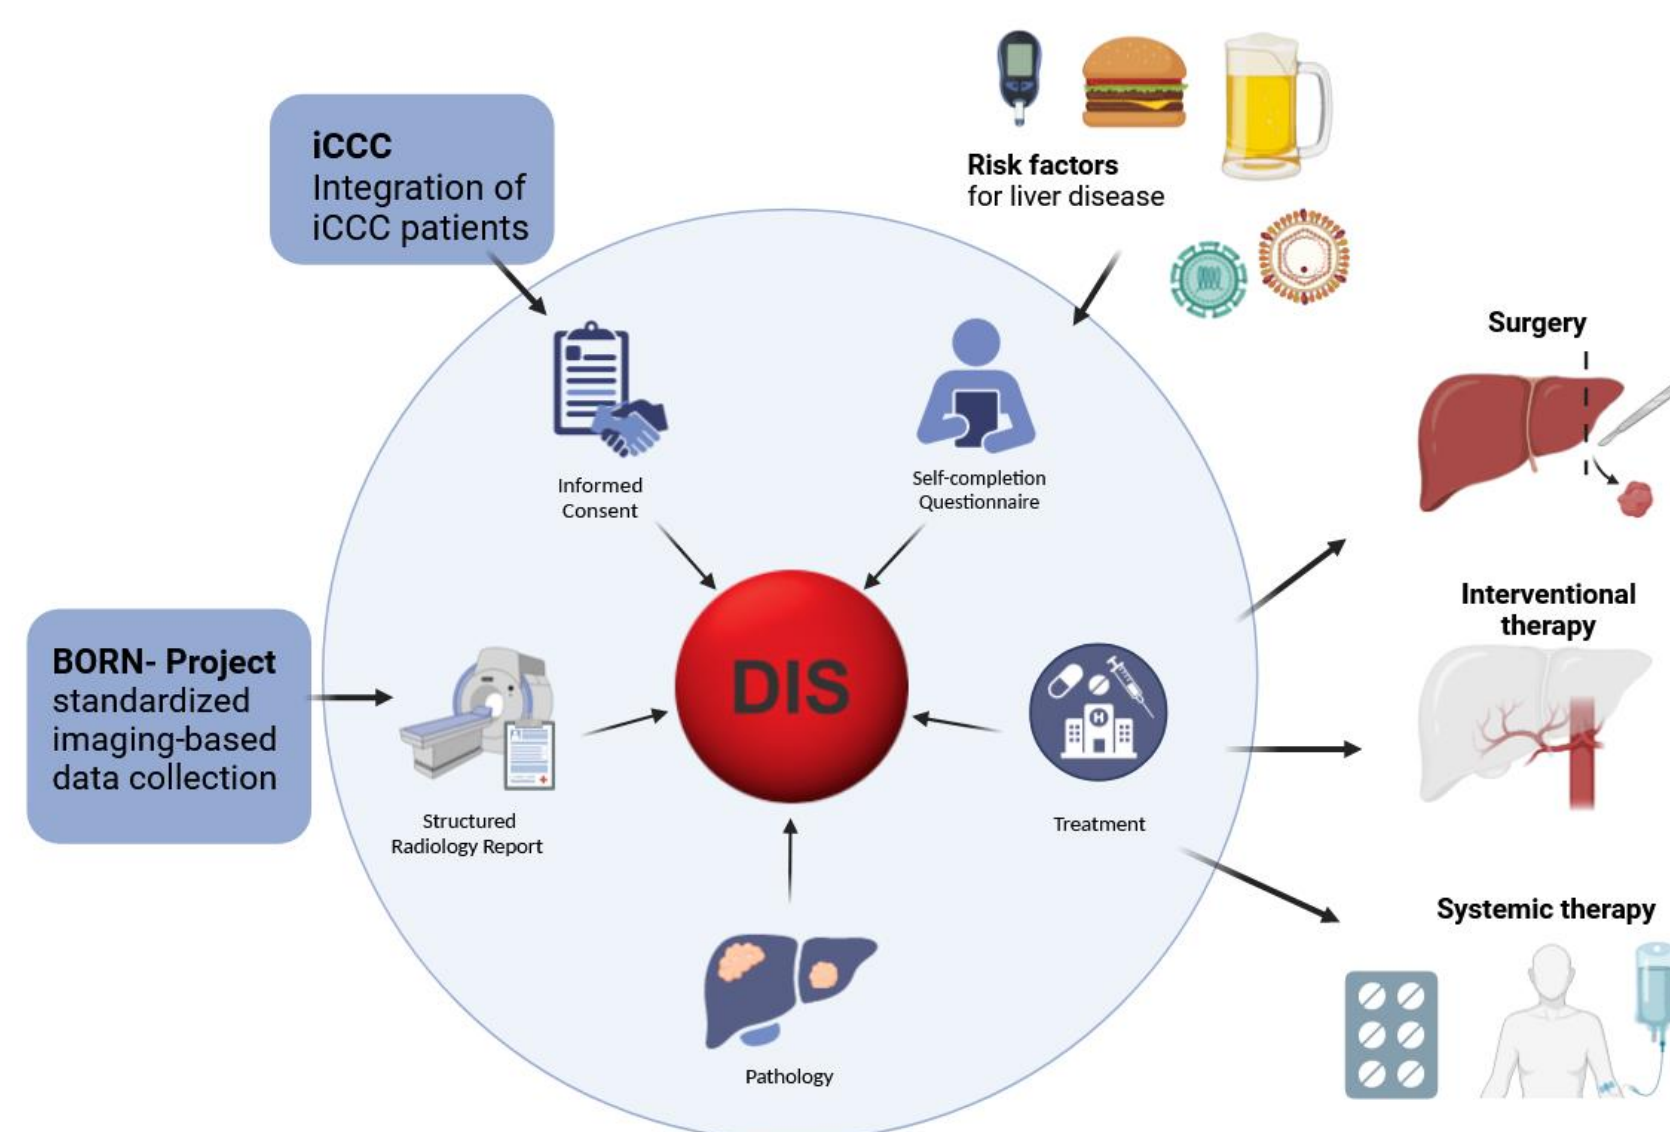 iCCC
Integration of
iCCC patients
Risk factors
for liver disease
Surgery
Informed
Consent
Self-completion
Questionnaire
BORN- Project
standardized
imaging-based
data collection
DIS
H
Interventional
therapy
Structured
Radiology Report
Treatment
Systemic therapy
Pathology